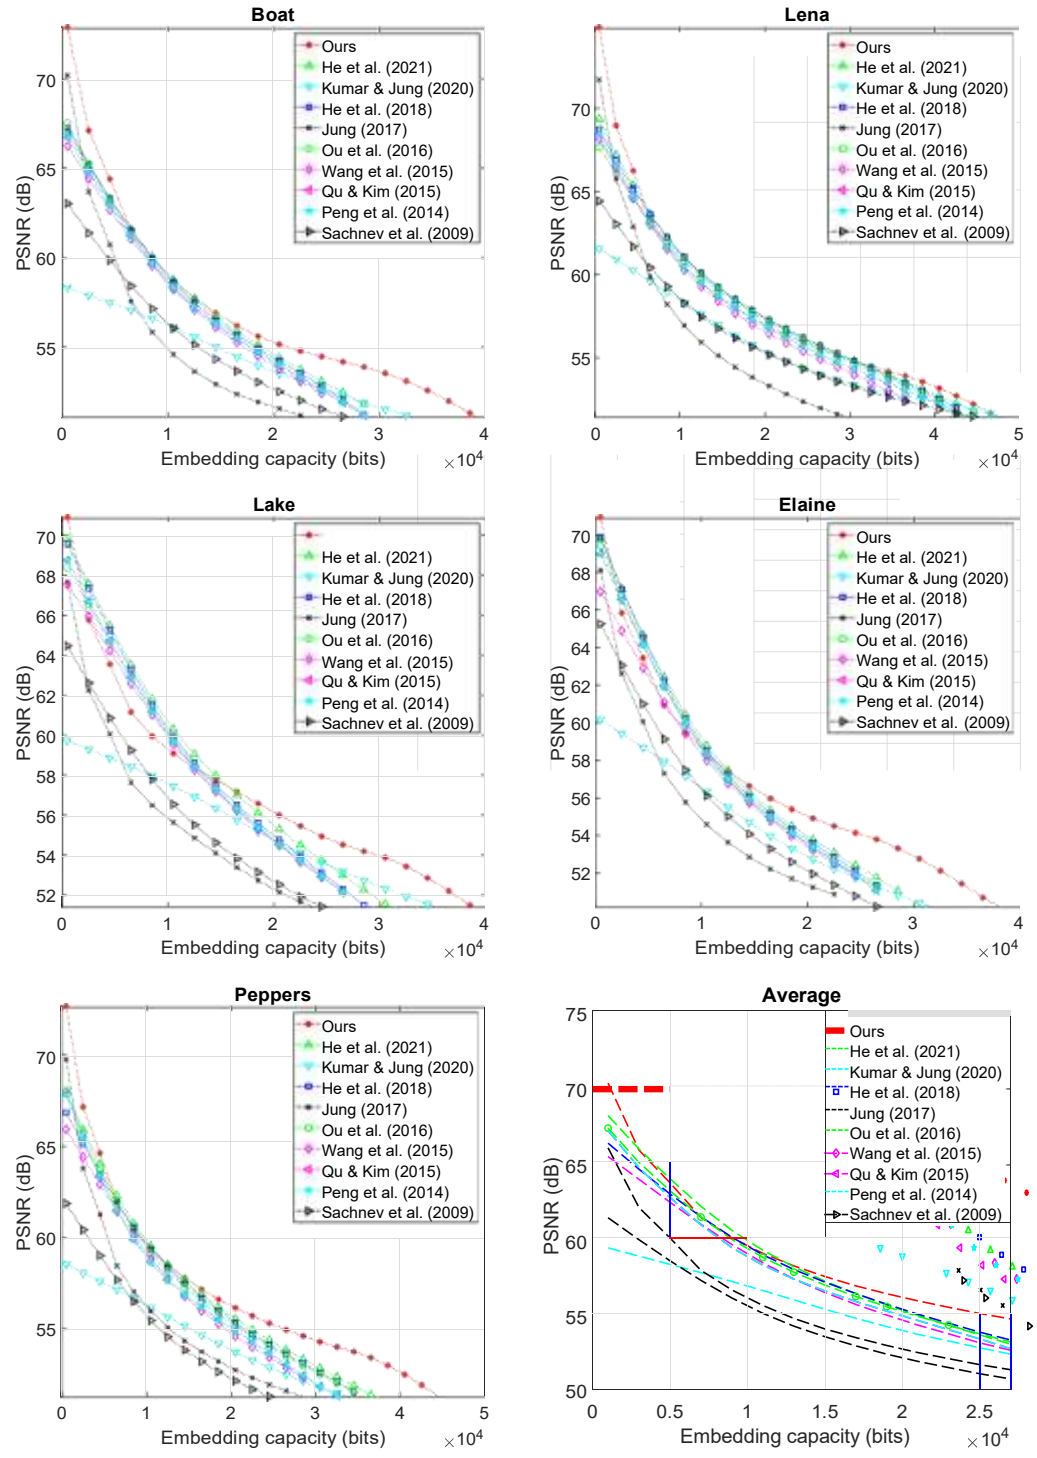 Boat
PSNR (dB)
70
65
60
55
Ours
He et al. (2021)
Kumar & Jung (2020)
He et al. (2018)
Jung (2017)
Ou et al. (2016)
Wang et al. (2015)
Qu & Kim (2015)
Peng et al. (2014)
Sachnev et al. (2009)
0 1 2 3 4
Embedding capacity (bits)
×10^4
Lena
PSNR (dB)
70
65
60
55
Ours
He et al. (2021)
Kumar & Jung (2020)
He et al. (2018)
Jung (2017)
Ou et al. (2016)
Wang et al. (2015)
Qu & Kim (2015)
Peng et al. (2014)
Sachnev et al. (2009)
0 1 2 3 4 5
Embedding capacity (bits)
×10^4
Lake
PSNR (dB)
70
68
66
64
62
60
58
56
54
52
He et al. (2021)
Kumar & Jung (2020)
He et al. (2018)
Jung (2017)
Ou et al. (2016)
Wang et al. (2015)
Qu & Kim (2015)
Peng et al. (2014)
Sachnev et al. (2009)
0 1 2 3 4
Embedding capacity (bits)
×10^4
Elaine
PSNR (dB)
70
68
66
64
62
60
58
56
54
52
Ours
He et al. (2021)
Kumar & Jung (2020)
He et al. (2018)
Jung (2017)
Ou et al. (2016)
Wang et al. (2015)
Qu & Kim (2015)
Peng et al. (2014)
Sachnev et al. (2009)
0 1 2 3 4
Embedding capacity (bits)
×10^4
Peppers
PSNR (dB)
70
65
60
55
Ours
He et al. (2021)
Kumar & Jung (2020)
He et al. (2018)
Jung (2017)
Ou et al. (2016)
Wang et al. (2015)
Qu & Kim (2015)
Peng et al. (2014)
Sachnev et al. (2009)
0 1 2 3 4 5
Embedding capacity (bits)
×10^4
Average
PSNR (dB)
75
70
65
60
55
50
Ours
He et al. (2021)
Kumar & Jung (2020)
He et al. (2018)
Jung (2017)
Ou et al. (2016)
Wang et al. (2015)
Qu & Kim (2015)
Peng et al. (2014)
Sachnev et al. (2009)
0 0.5 1 1.5 2 2.5
Embedding capacity (bits)
×10^4